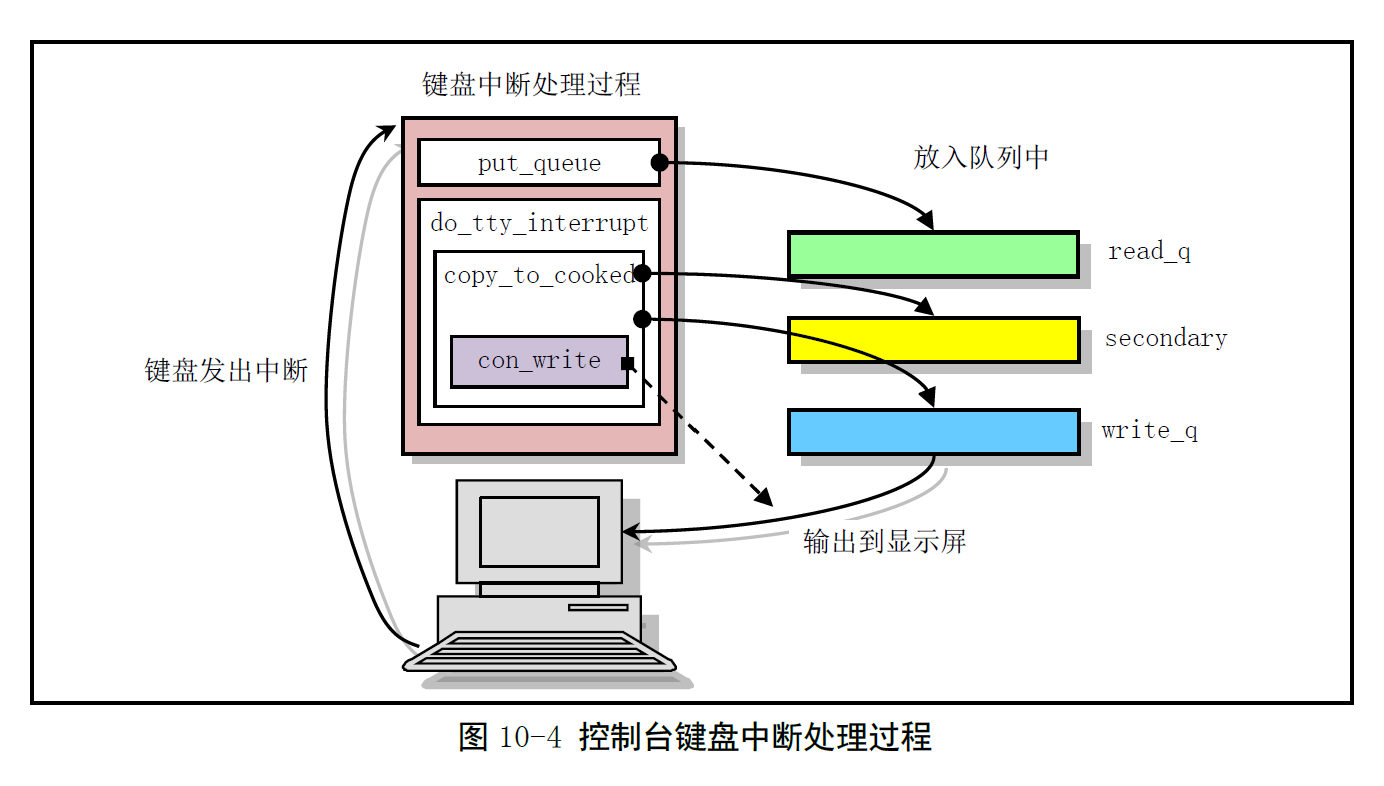 键盘中断处理过程
put_queue
放入队列中
do_tty_interrupt
read_q
copy_to_cooked
secondary
键盘发出中断
con_write
write_q
输出到显示屏
图 10-4 控制台键盘中断处理过程